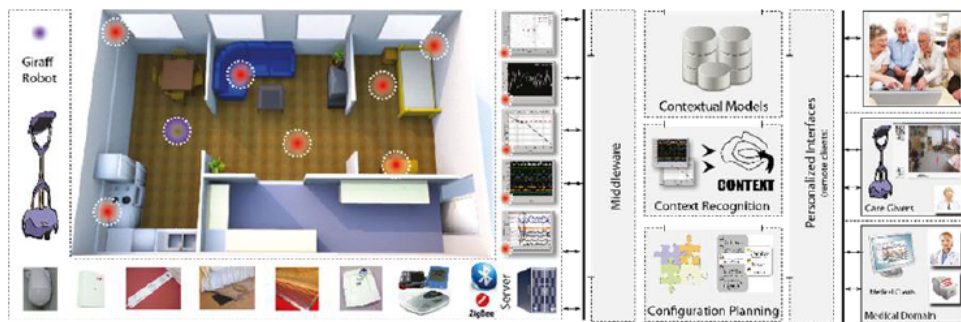 Giraff
Robot
ZigBee
Server
Middleware
Contextual Models
CONTEXT
Context Recognition
Configuration Planning
Personalized Interfaces
(remote clients)
Care Givers
Medical Domain